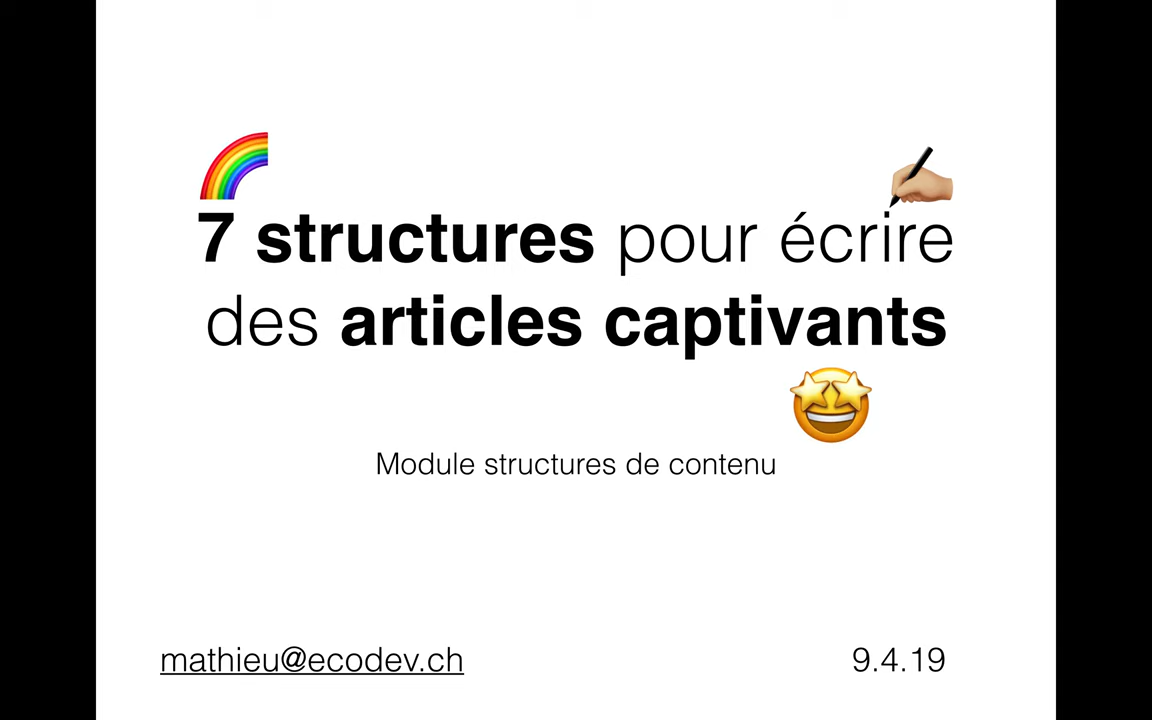 7 structures pour écrire
des articles captivants
Module structures de contenu
mathieu@ecodev.ch
9.4.19